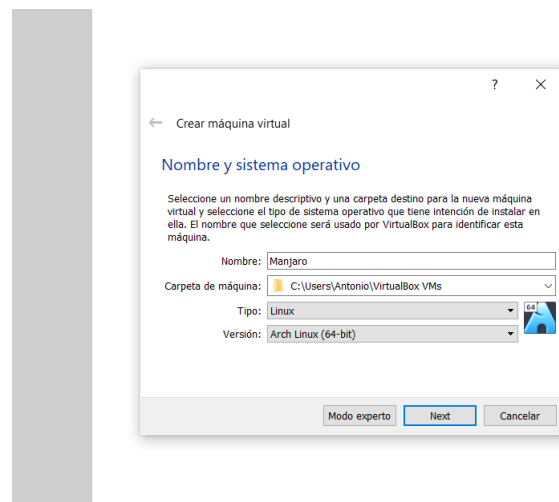 ?
Crear máquina virtual
Nombre y sistema operativo
Seleccione un nombre descriptivo y una carpeta destino para la nueva máquina
virtual y seleccione el tipo de sistema operativo que tiene intención de instalar en
ella. El nombre que seleccione será usado por VirtualBox para identificar esta
máquina.
Nombre: Manjaro
Carpeta de máquina: C:\Users\Antonio\VirtualBox VMs
Tipo: Linux
64
Versión: Arch Linux (64-bit)
Modo experto Next Cancelar